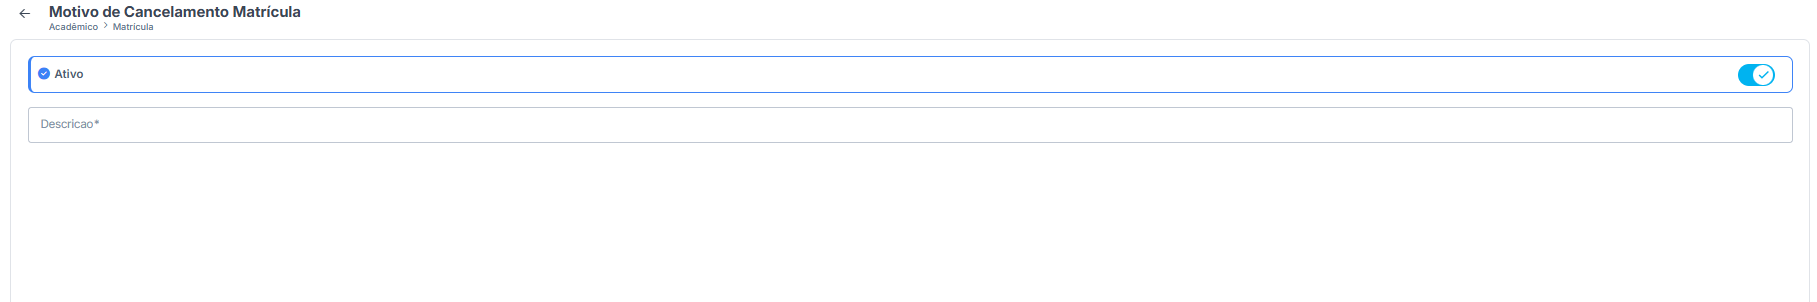 Motivo de Cancelamento Matrícula
Acadêmico > Matrícula
Ativo
Descricao*